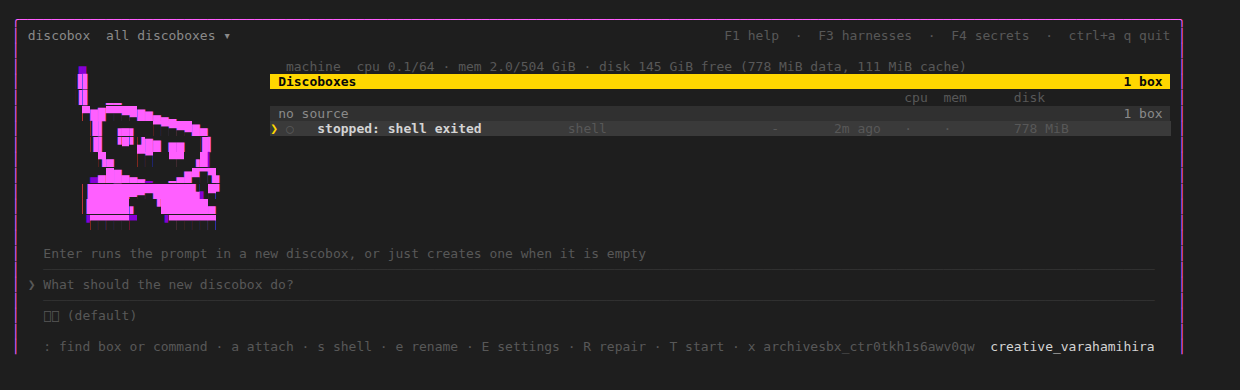 discobox all discoboxes ▾ F1 help · F3 harnesses · F4 secrets · ctrl+a q quit
machine cpu 0.1/64 · mem 2.0/504 GiB · disk 145 GiB free (778 MiB data, 111 MiB cache)
Discoboxes 1 box
cpu mem disk
no source 1 box
❯ ○ stopped: shell exited shell - 2m ago · · 778 MiB
Enter runs the prompt in a new discobox, or just creates one when it is empty
❯ What should the new discobox do?
(default)
: find box or command · a attach · s shell · e rename · E settings · R repair · T start · x archivesbx_ctr0tkh1s6awv0qw creative_varahamihira